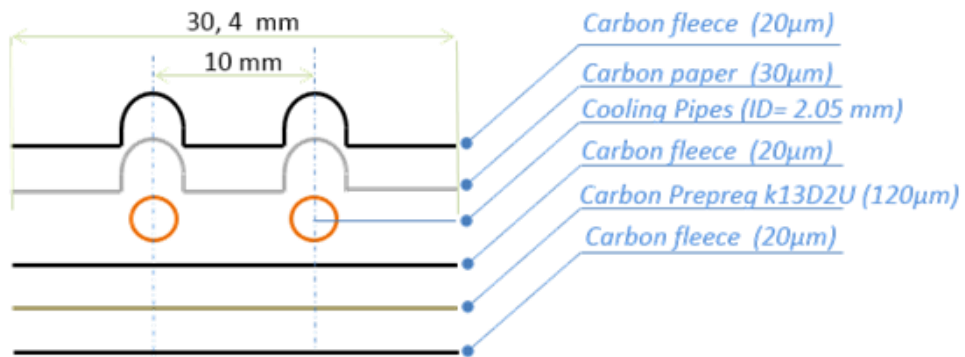 30, 4 mm
10 mm
Carbon fleece (20µm)
Carbon paper (30µm)
Cooling Pipes (ID= 2.05 mm)
Carbon fleece (20µm)
Carbon Prepreg k13D2U (120µm)
Carbon fleece (20µm)